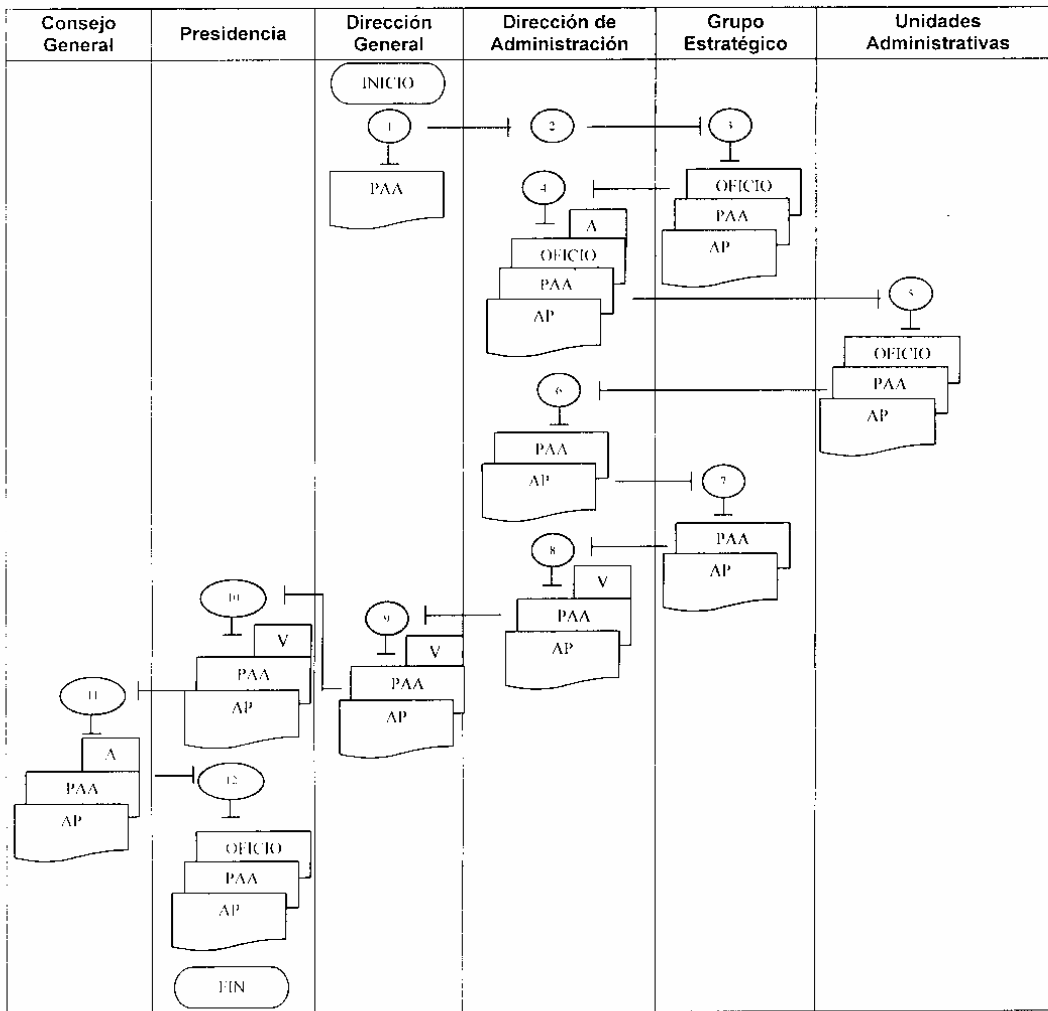 Consejo General
Presidencia
Dirección General
Dirección de Administración
Grupo Estratégico
Unidades Administrativas
INICIO
1
2
3
PAA
4
OFICIO
PAA
AP
A
OFICIO
PAA
AP
5
OFICIO
PAA
AP
6
PAA
AP
7
PAA
AP
8
V
PAA
AP
9
V
PAA
AP
10
V
PAA
AP
11
A
PAA
AP
12
OFICIO
PAA
AP
FIN